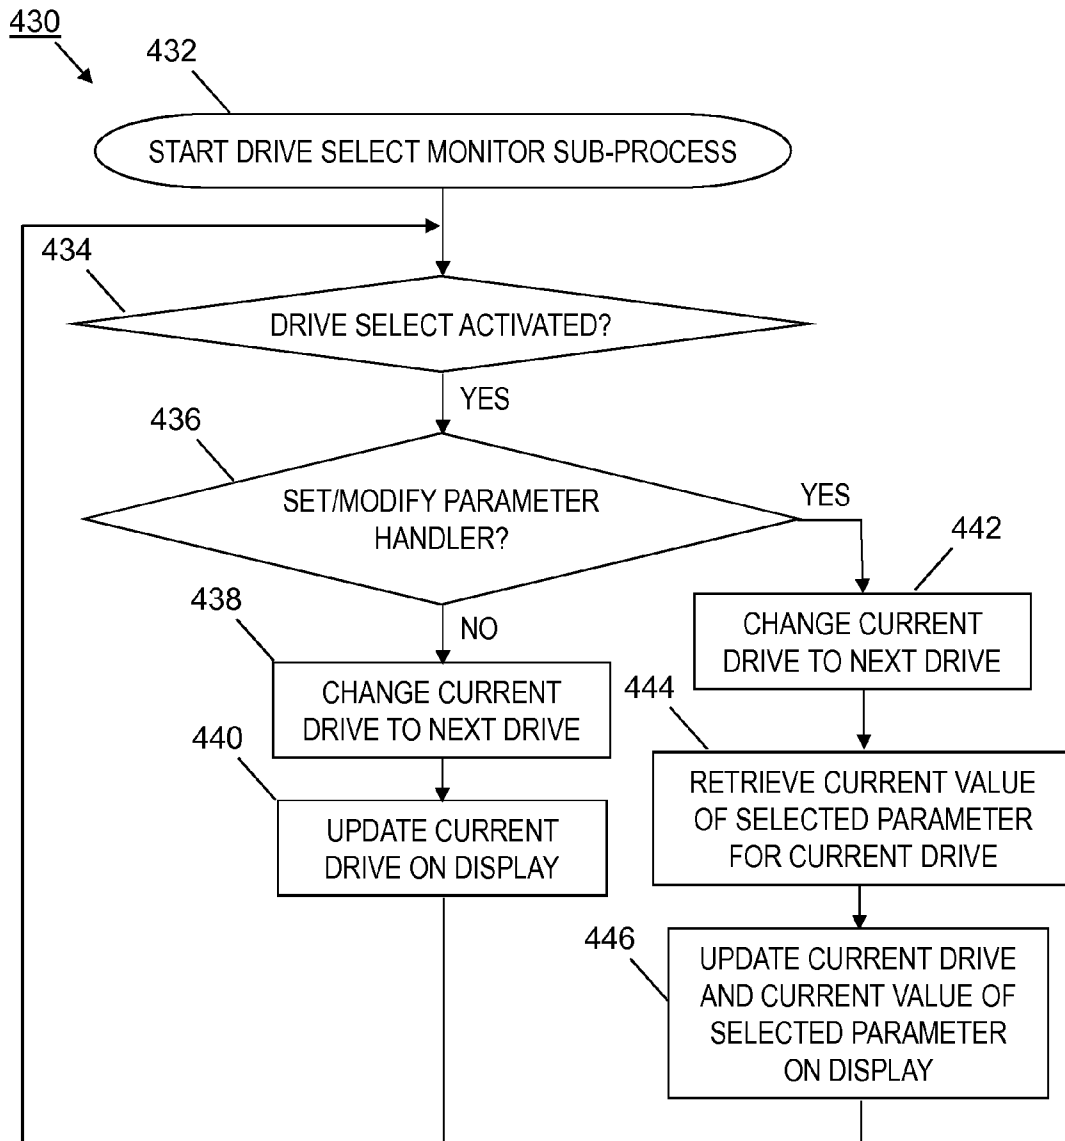 430
432
START DRIVE SELECT MONITOR SUB-PROCESS
434
DRIVE SELECT ACTIVATED?
YES
436
SET/MODIFY PARAMETER
HANDLER?
YES
442
438
NO
CHANGE CURRENT
DRIVE TO NEXT DRIVE
CHANGE CURRENT
DRIVE TO NEXT DRIVE
444
440
RETRIEVE CURRENT VALUE
OF SELECTED PARAMETER
FOR CURRENT DRIVE
UPDATE CURRENT
DRIVE ON DISPLAY
446
UPDATE CURRENT DRIVE
AND CURRENT VALUE OF
SELECTED PARAMETER
ON DISPLAY